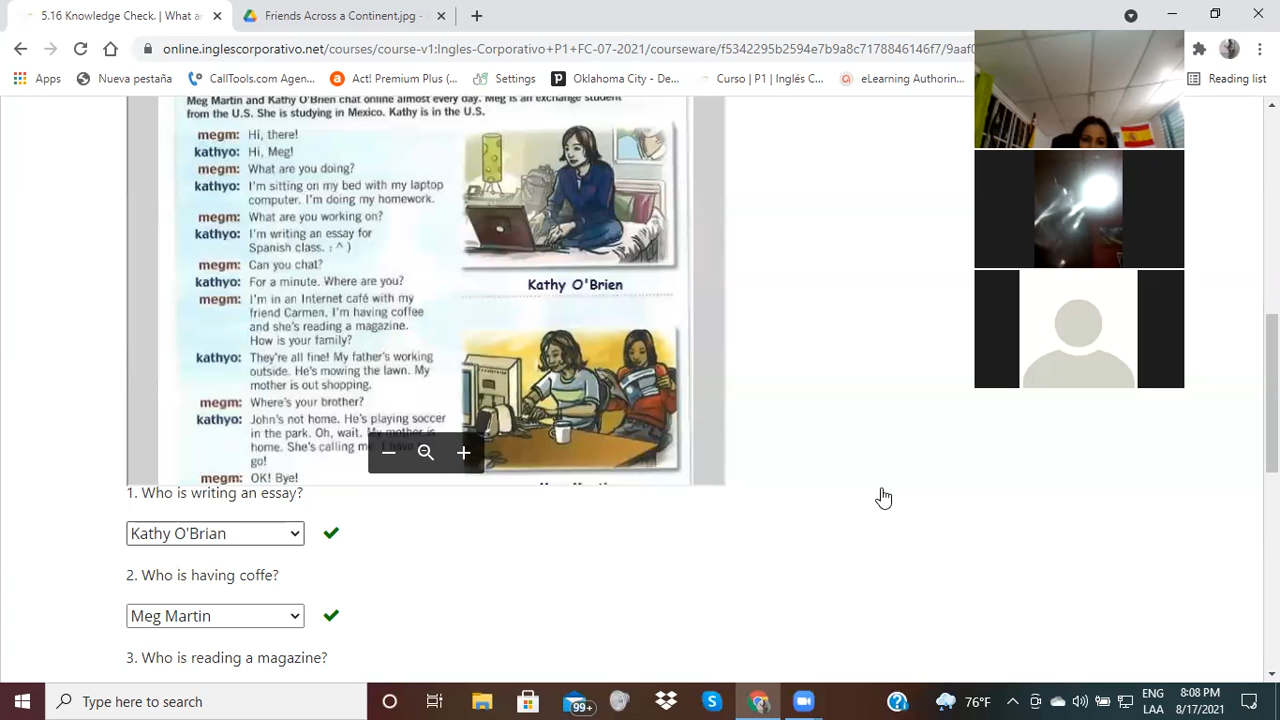 5.16 Knowledge Check. | What a
Friends Across a Continent.jpg -
online.inglescorporativo.net/courses/course-v1:Ingles-Corporativo+P1+FC-07-2021/courseware/f5342295b2594e7b9a8c7178846146f7/9aaf0
Apps
Nueva pestaña
CallTools.com Agen...
Act! Premium Plus (...
Settings
Oklahoma City - De...
Curso | P1 | Inglés C...
eLearning Authorin...
Reading list
Meg Martin and Kathy O'Brien chat online almost every day. Meg is an exchange student
from the U.S. She is studying in Mexico. Kathy is in the U.S.
megm: Hi, there!
kathyo: Hi, Meg!
megm: What are you doing?
kathyo: I'm sitting on my bed with my laptop
computer. I'm doing my homework.
megm: What are you working on?
kathyo: I'm writing an essay for
Spanish class. : ^ )
megm: Can you chat?
kathyo: For a minute. Where are you?
megm: I'm in an Internet café with my
friend Carmen. I'm having coffee
and she's reading a magazine.
How is your family?
kathyo: They're all fine! My father's working
outside. He's mowing the lawn. My
mother is out shopping.
megm: Where's your brother?
kathyo: John's not home. He's playing soccer
in the park. Oh, wait. My mother is
home. She's calling me. I have
go!
megm: OK! Bye!
Kathy O'Brien
1. Who is writing an essay?
Kathy O'Brian
2. Who is having coffe?
Meg Martin
3. Who is reading a magazine?
Type here to search
99+
76°F
ENG
LAA
8:08 PM
8/17/2021